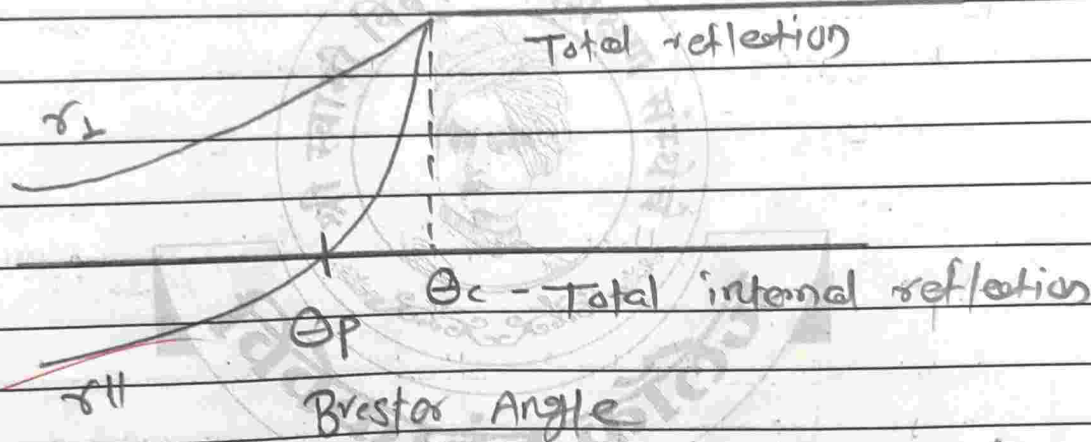 Total reflection
r⊥
θc - Total internal reflection
θp
r||
Brestor Angle